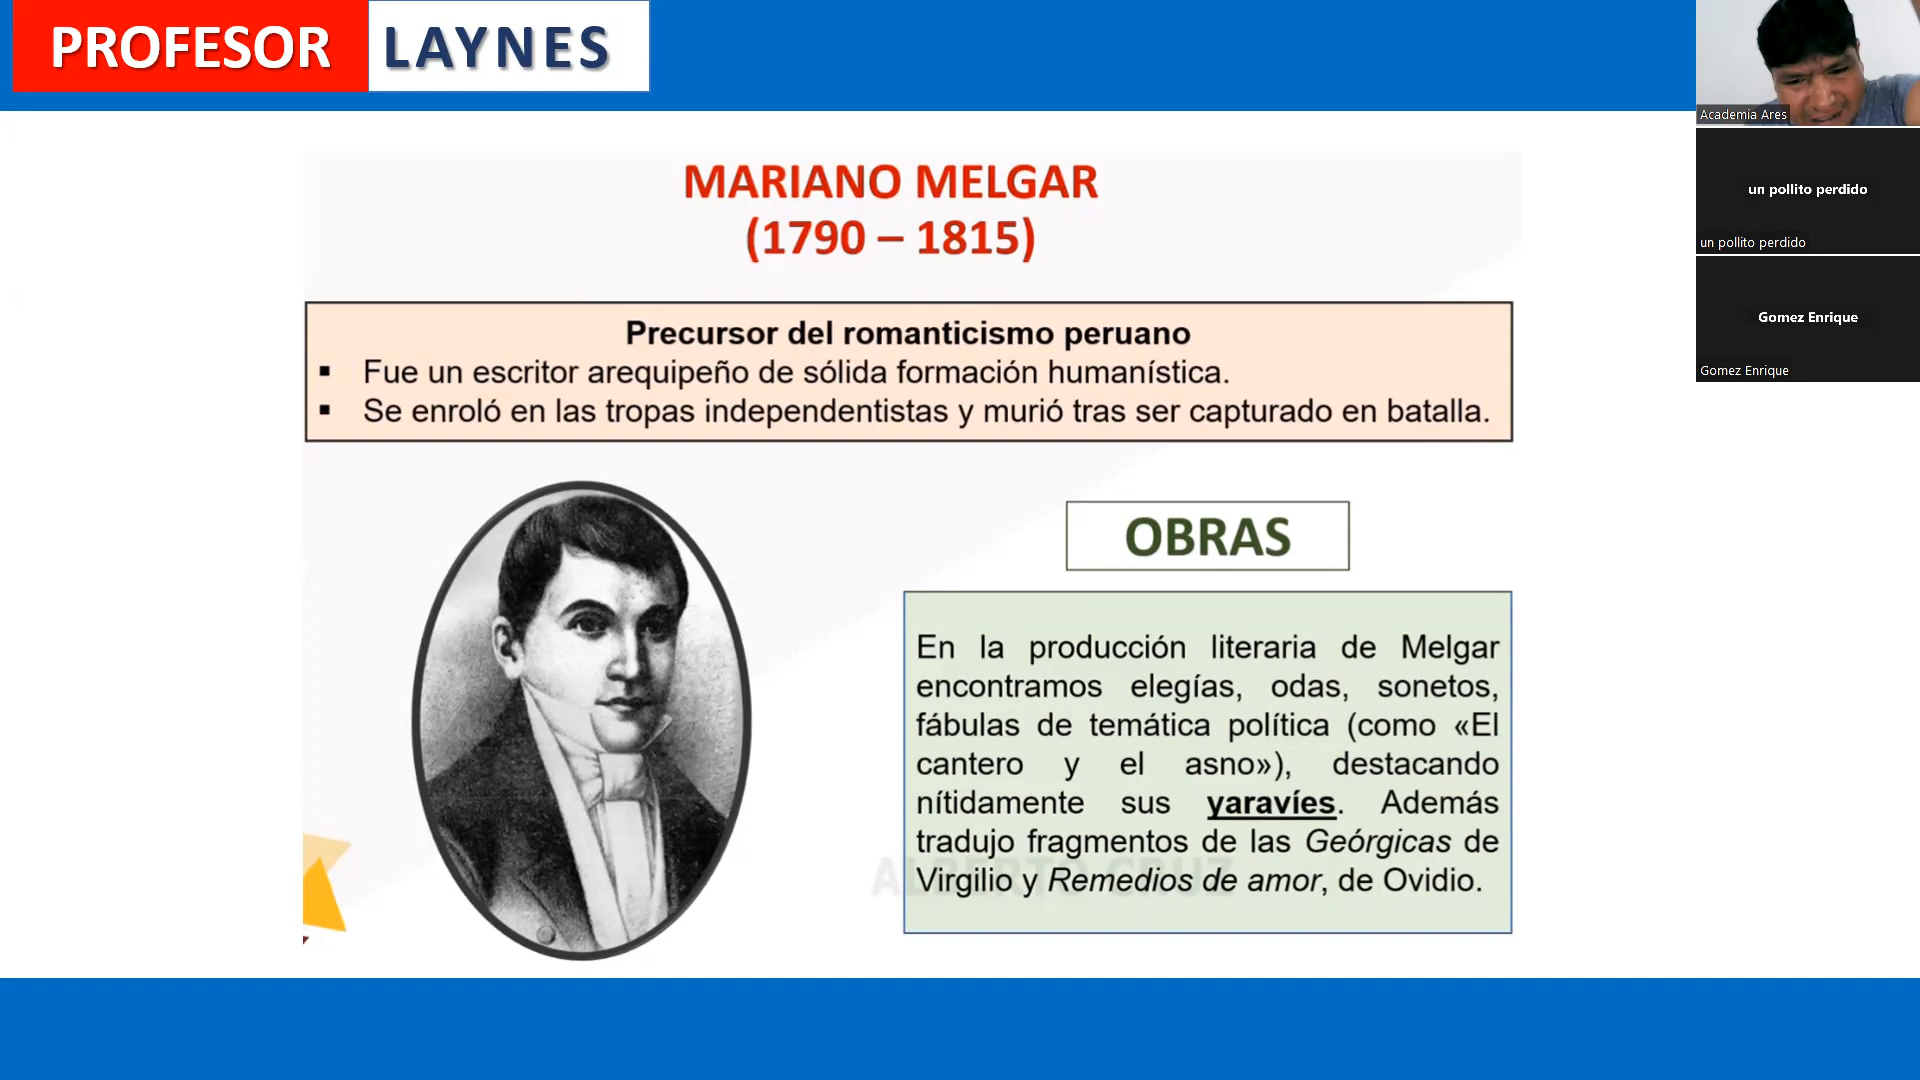 PROFESOR LAYNES
MARIANO MELGAR
(1790 – 1815)
Precursor del romanticismo peruano
▪ Fue un escritor arequipeño de sólida formación humanística.
▪ Se enroló en las tropas independentistas y murió tras ser capturado en batalla.
OBRAS
En la producción literaria de Melgar
encontramos elegías, odas, sonetos,
fábulas de temática política (como «El
cantero y el asno»), destacando
nítidamente sus yaravíes. Además
tradujo fragmentos de las Geórgicas de
Virgilio y Remedios de amor, de Ovidio.
ALBERTO CRUZ
Academia Ares
un pollito perdido
un pollito perdido
Gomez Enrique
Gomez Enrique